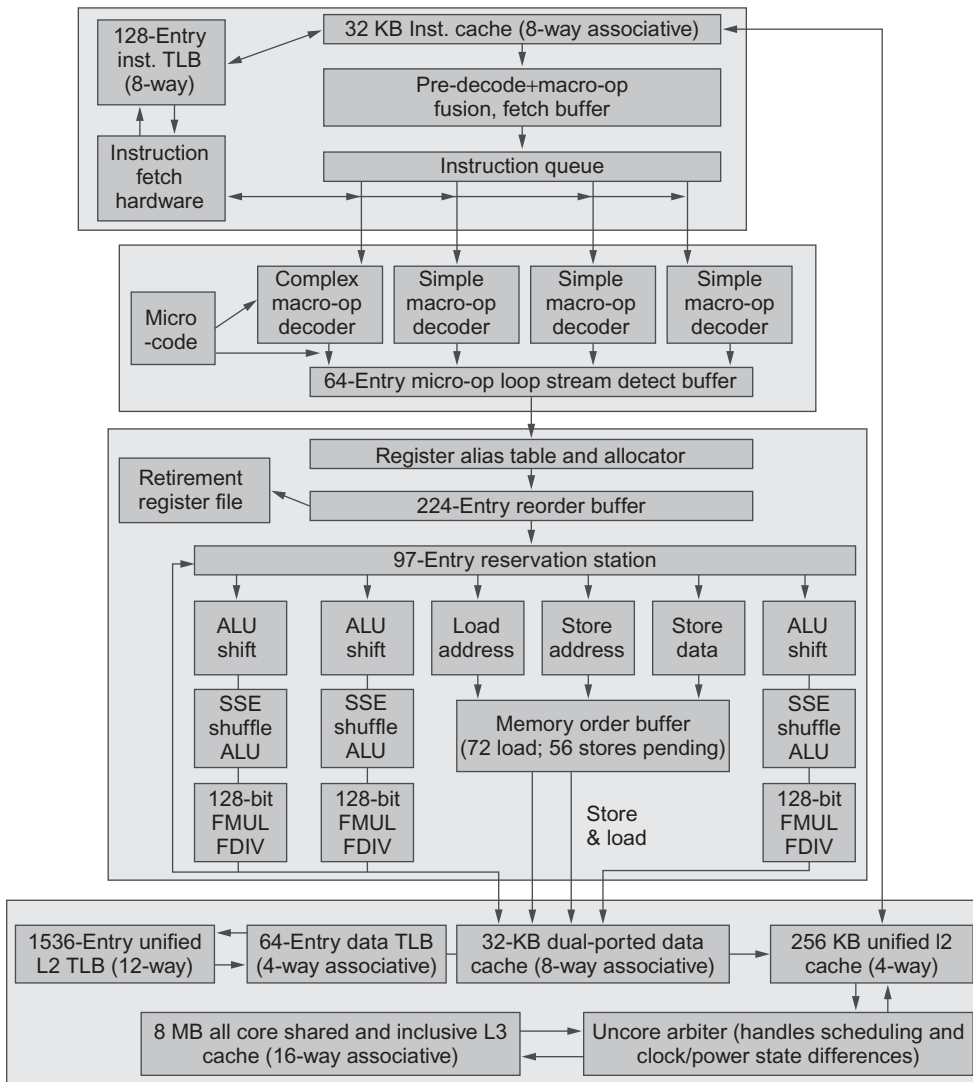 128-Entry
inst. TLB
(8-way)
32 KB Inst. cache (8-way associative)
Pre-decode+macro-op
fusion, fetch buffer
Instruction
fetch
hardware
Instruction queue
Micro
-code
Complex
macro-op
decoder
Simple
macro-op
decoder
Simple
macro-op
decoder
Simple
macro-op
decoder
64-Entry micro-op loop stream detect buffer
Register alias table and allocator
Retirement
register file
224-Entry reorder buffer
97-Entry reservation station
ALU
shift
ALU
shift
Load
address
Store
address
Store
data
ALU
shift
SSE
shuffle
ALU
SSE
shuffle
ALU
Memory order buffer
(72 load; 56 stores pending)
SSE
shuffle
ALU
128-bit
FMUL
FDIV
128-bit
FMUL
FDIV
Store
& load
128-bit
FMUL
FDIV
1536-Entry unified
L2 TLB (12-way)
64-Entry data TLB
(4-way associative)
32-KB dual-ported data
cache (8-way associative)
256 KB unified l2
cache (4-way)
8 MB all core shared and inclusive L3
cache (16-way associative)
Uncore arbiter (handles scheduling and
clock/power state differences)